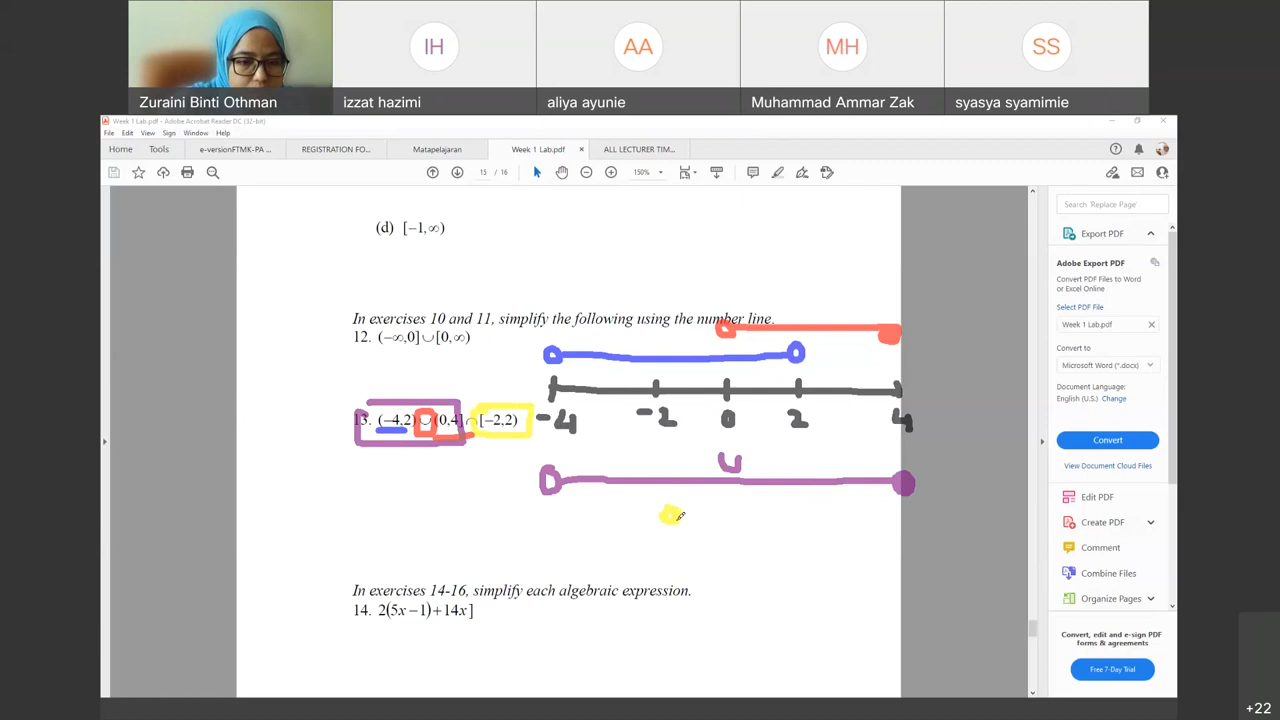 IH
AA
MH
SS
Zuraini Binti Othman
izzat hazimi
aliya ayunie
Muhammad Ammar Zak
syasya syamimie
Week 1 Lab.pdf - Adobe Acrobat Reader DC (32-bit)
File Edit View Sign Window Help
Home Tools e-versionFTMK-PA REGISTRATION FO... Matapelajaran Week 1 Lab.pdf × ALL LECTURER TIM...
15 / 16 150%
(d) [−1,∞)
In exercises 10 and 11, simplify the following using the number line.
12. (−∞,0]∪[0,∞)
13. (−4,2)∪(0,4]∩[−2,2)
-4 -2 0 2 4
U
In exercises 14-16, simplify each algebraic expression.
14. 2(5x−1)+14x]
Search 'Replace Page'
Export PDF
Adobe Export PDF
Convert PDF Files to Word
or Excel Online
Select PDF File
Week 1 Lab.pdf
Convert to
Microsoft Word (*.docx)
Document Language:
English (U.S.) Change
Convert
View Document Cloud Files
Edit PDF
Create PDF
Comment
Combine Files
Organize Pages
Convert, edit and e-sign PDF
forms & agreements
Free 7-Day Trial
+22